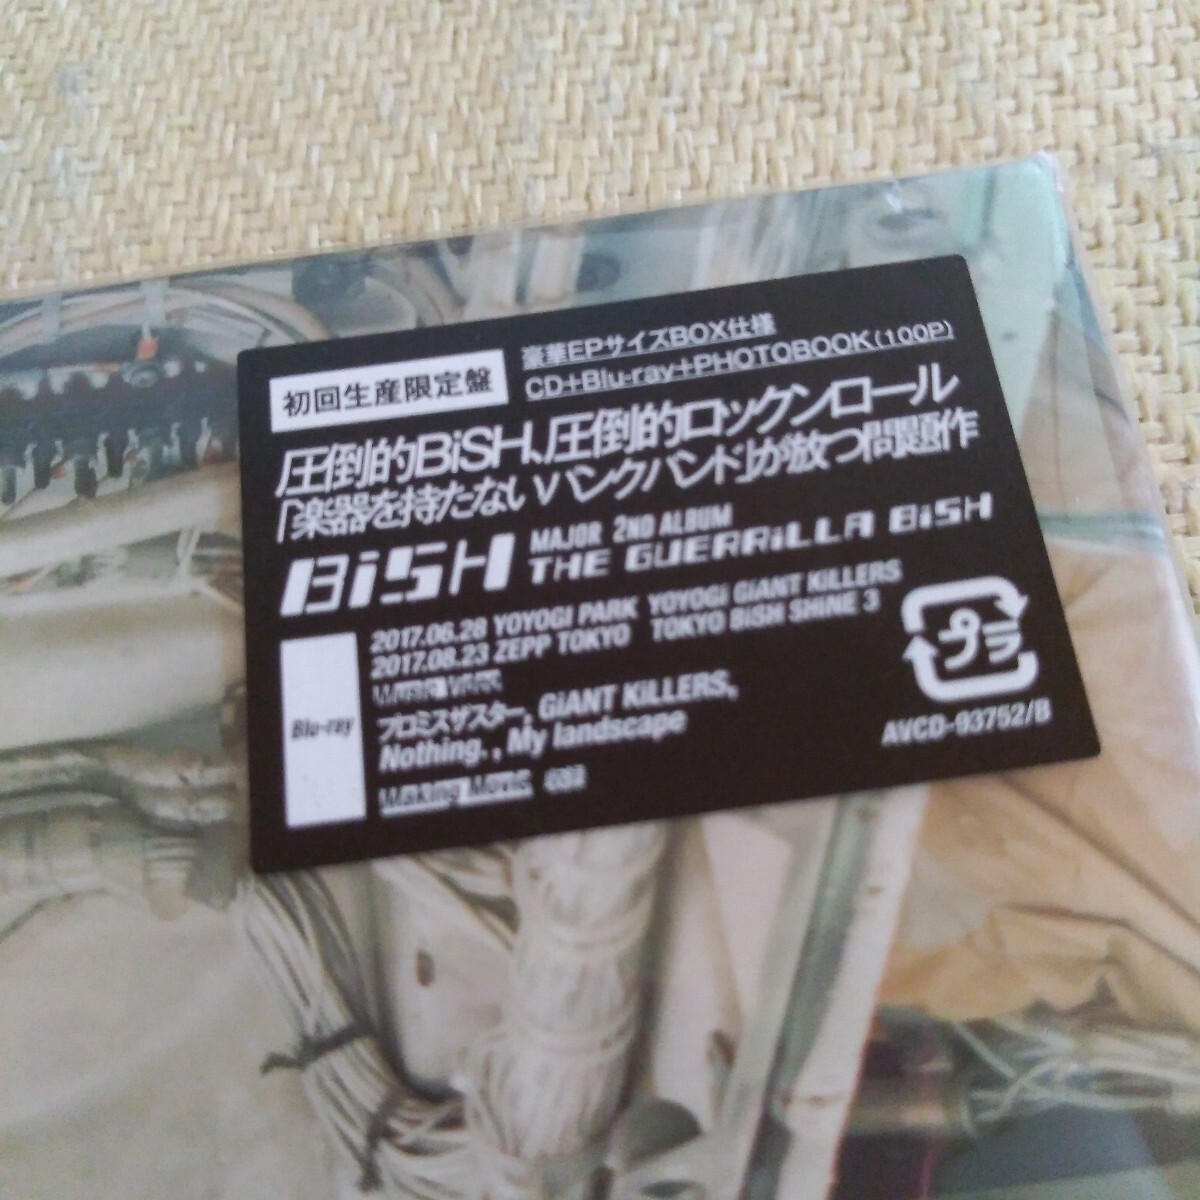 初回生産限定盤
豪華EPサイズBOX仕様
CD+Blu-ray+PHOTOBOOK(100P)
圧倒的BiSH、圧倒的ロックンロール
「楽器を持たないパンクバンド」が放つ問題作
BiSH
MAJOR 2ND ALBUM
THE GUERRiLLA BiSH
Blu-ray
2017.06.28 YOYOGI PARK YOYOGi GiANT KiLLERS
2017.08.23 ZEPP TOKYO TOKYO BiSH SHiNE 3
プロミスザスター, GiANT KiLLERS,
Nothing. , My landscape
Making Movie 収録
プラ
AVCD-93752/B